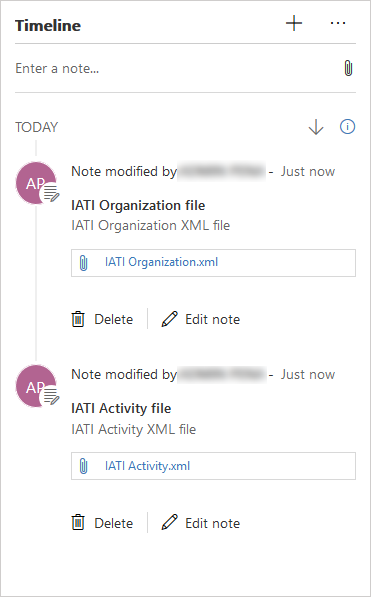 Timeline
Enter a note...
TODAY
AP
Note modified by - Just now
IATI Organization file
IATI Organization XML file
IATI Organization.xml
Delete
Edit note
AP
Note modified by - Just now
IATI Activity file
IATI Activity XML file
IATI Activity.xml
Delete
Edit note